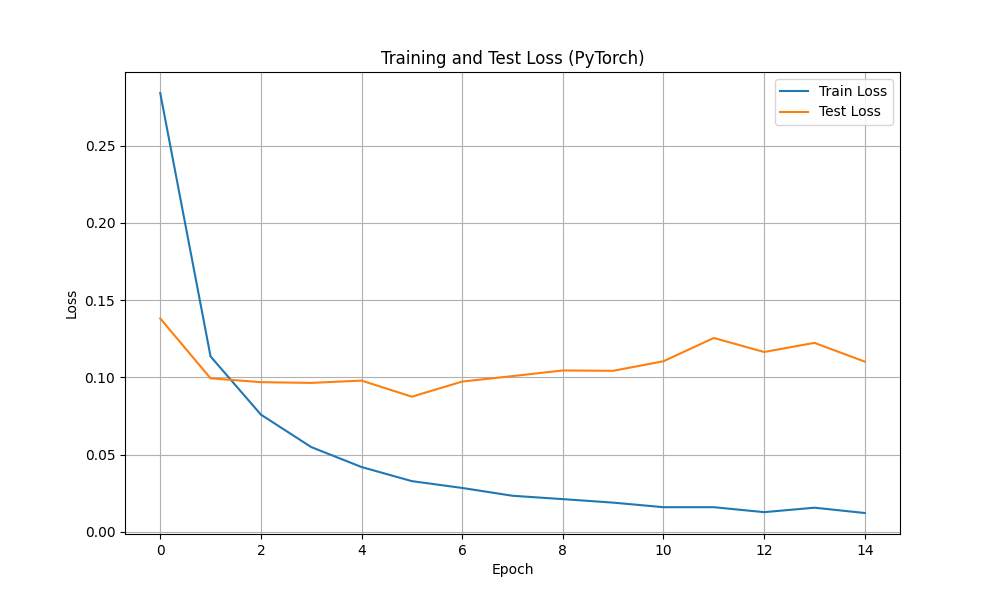 Training and Test Loss (PyTorch)
Train Loss
Test Loss
0.25
0.20
0.15
0.10
0.05
0.00
Loss
0 2 4 6 8 10 12 14
Epoch